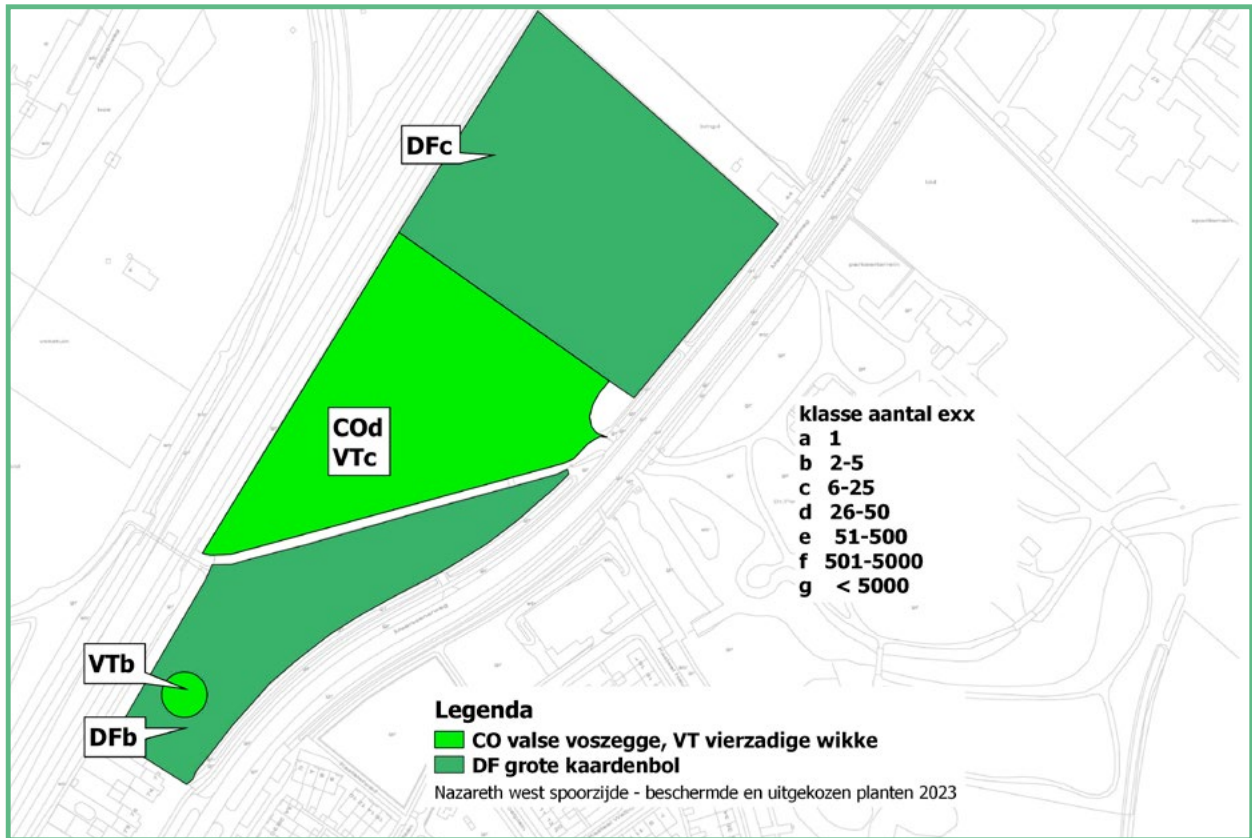 DFc
COd
VTc
klasse aantal exx
a 1
b 2-5
c 6-25
d 26-50
e 51-500
f 501-5000
g < 5000
VTb
DFb
Legenda
CO valse voszegge, VT vierzadige wikke
DF grote kaardenbol
Nazareth west spoorzijde - beschermde en uitgekozen planten 2023